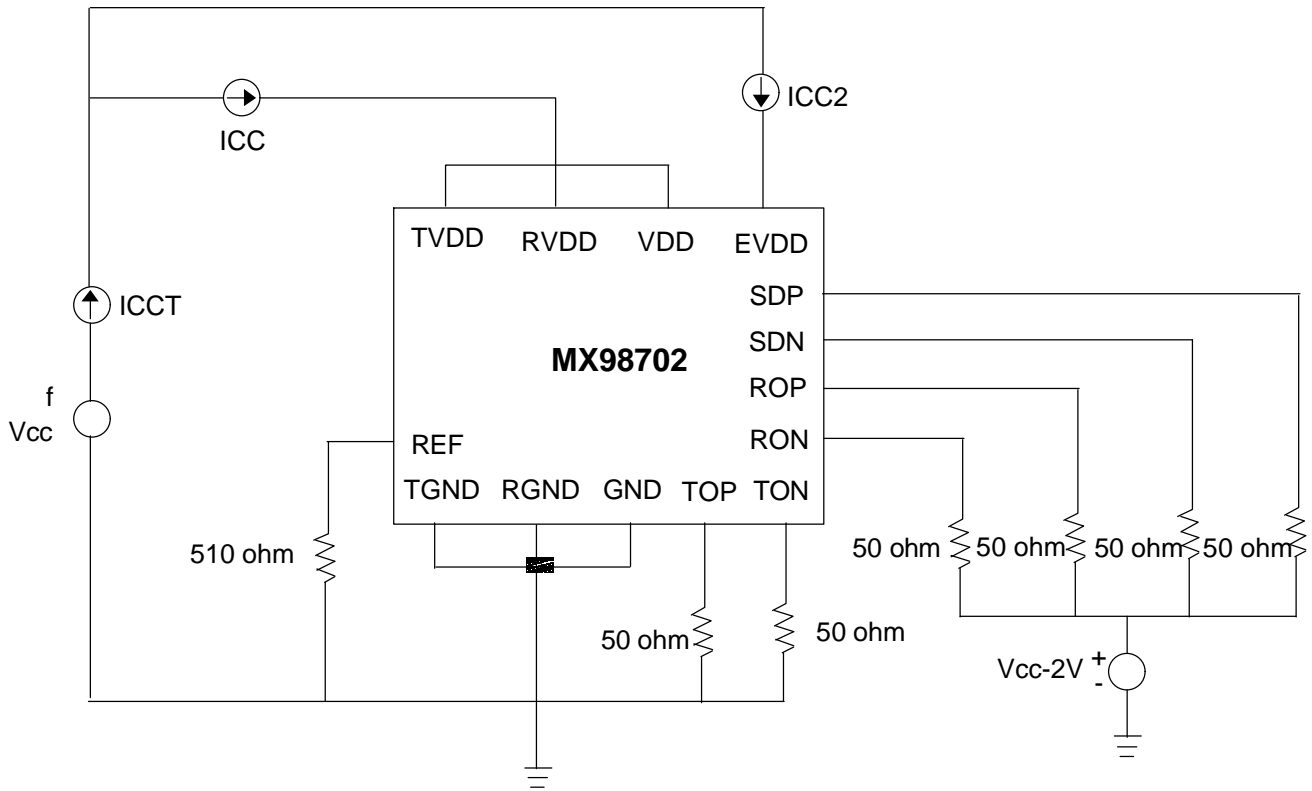 ICC2
ICC
TVDD RVDD VDD EVDD
ICCT
SDP
SDN
MX98702
ROP
f
Vcc
REF
RON
TGND RGND GND TOP TON
510 ohm
50 ohm 50 ohm 50 ohm 50 ohm
50 ohm 50 ohm
Vcc-2V + -